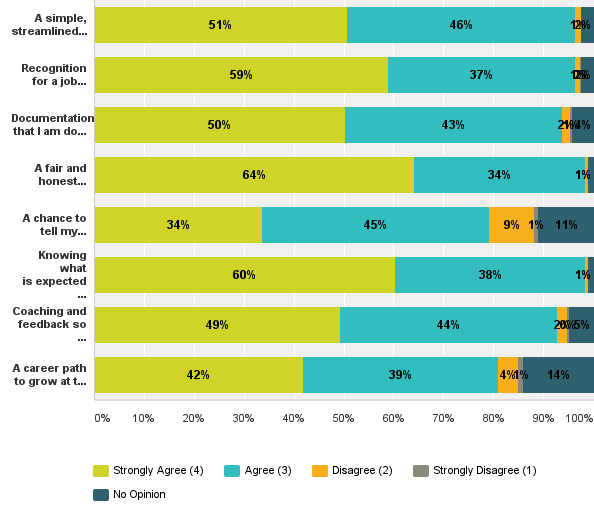 A simple,
streamlined...
51%
46%
Recognition
for a job...
59%
37%
Documentation
that I am do...
50%
43%
4%
A fair and
honest...
64%
34%
1%
A chance to
tell my...
34%
45%
9%
1%
11%
Knowing
what
is expected
...
60%
38%
1%
Coaching and
feedback so
...
49%
44%
5%
A career path
to grow at t...
42%
39%
4%
14%
0% 10% 20% 30% 40% 50% 60% 70% 80% 90% 100%
Strongly Agree (4) Agree (3) Disagree (2) Strongly Disagree (1)
No Opinion